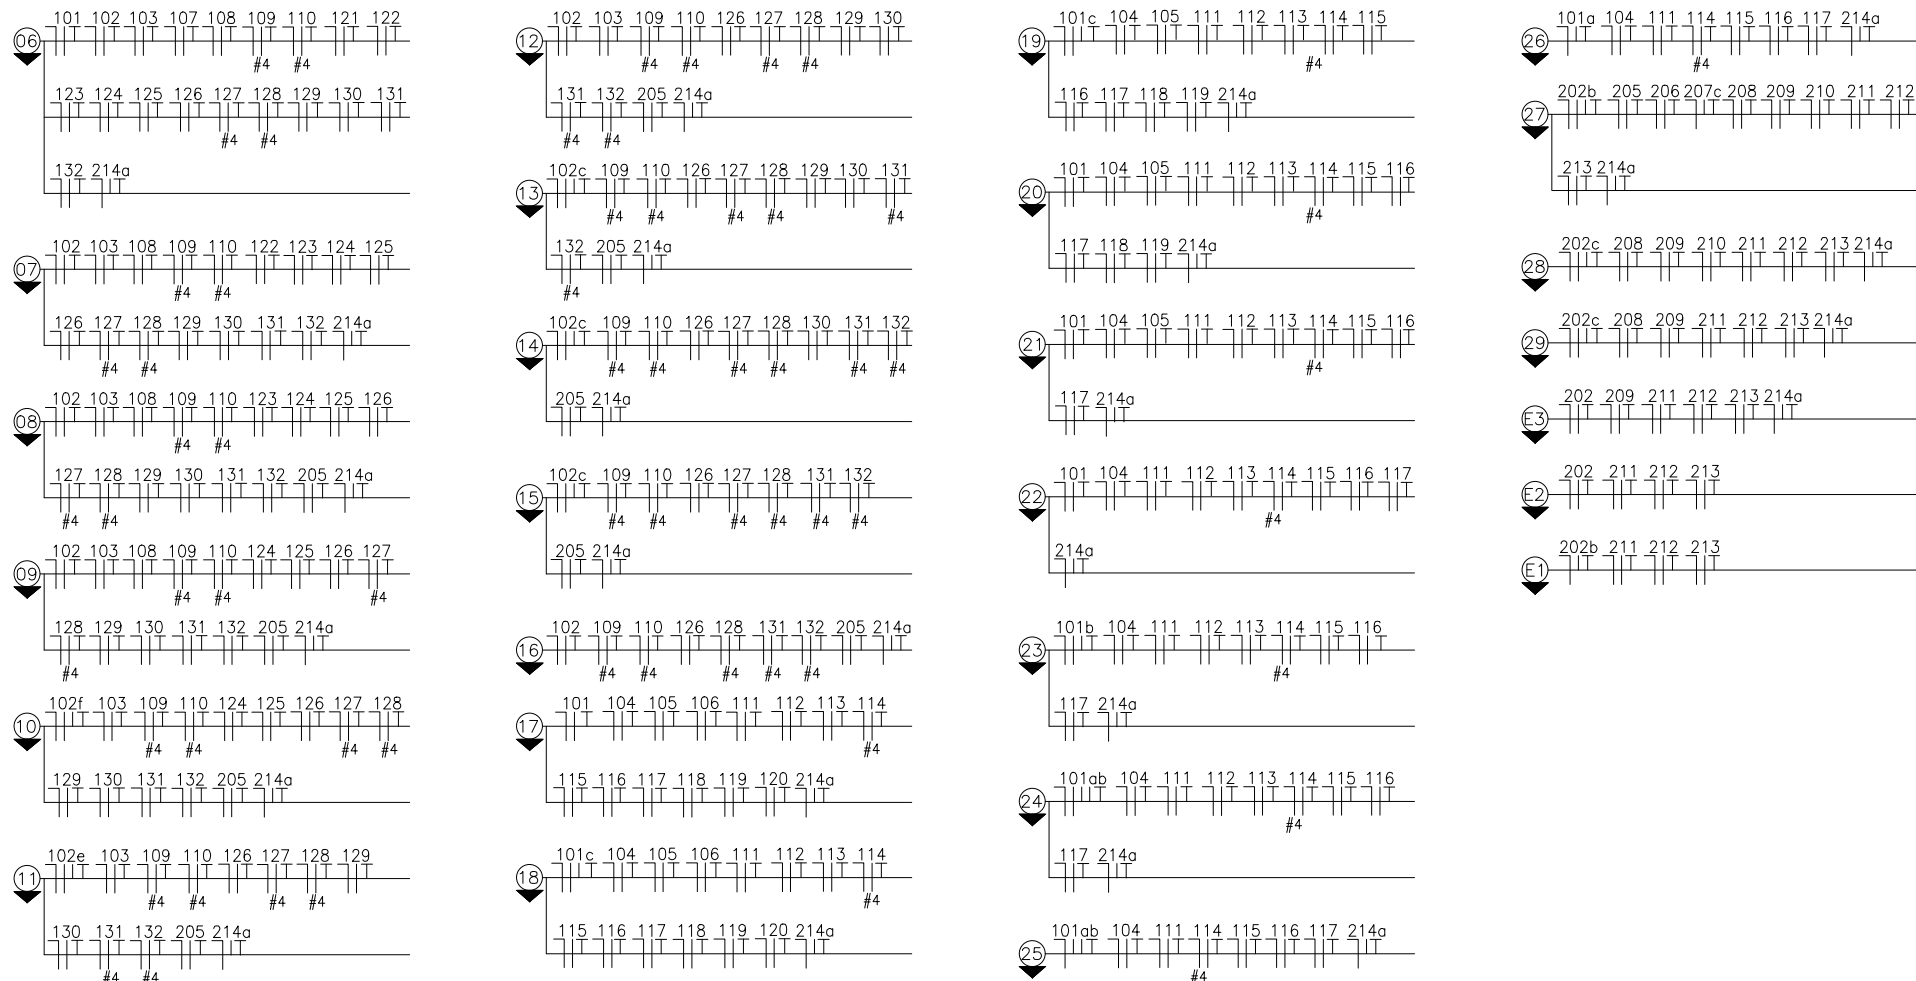 06 101 102 103 107 108 109 110 121 122
#4 #4
123 124 125 126 127 128 129 130 131
#4 #4
132 214a
07 102 103 108 109 110 122 123 124 125
#4 #4
126 127 128 129 130 131 132 214a
#4 #4
08 102 103 108 109 110 123 124 125 126
#4 #4
127 128 129 130 131 132 205 214a
#4 #4
09 102 103 108 109 110 124 125 126 127
#4 #4 #4
128 129 130 131 132 205 214a
#4
10 102f 103 109 110 124 125 126 127 128
#4 #4 #4 #4
129 130 131 132 205 214a
11 102e 103 109 110 126 127 128 129
#4 #4 #4 #4
130 131 132 205 214a
#4 #4
12 102 103 109 110 126 127 128 129 130
#4 #4 #4 #4
131 132 205 214a
#4 #4
13 102c 109 110 126 127 128 129 130 131
#4 #4 #4 #4 #4
132 205 214a
#4
14 102c 109 110 126 127 128 130 131 132
#4 #4 #4 #4 #4 #4
205 214a
15 102c 109 110 126 127 128 131 132
#4 #4 #4 #4 #4 #4
205 214a
16 102 109 110 126 128 131 132 205 214a
#4 #4 #4 #4 #4
17 101 104 105 106 111 112 113 114
#4
115 116 117 118 119 120 214a
18 101c 104 105 106 111 112 113 114
#4
115 116 117 118 119 120 214a
19 101c 104 105 111 112 113 114 115
#4
116 117 118 119 214a
20 101 104 105 111 112 113 114 115 116
#4
117 118 119 214a
21 101 104 105 111 112 113 114 115 116
#4
117 214a
22 101 104 111 112 113 114 115 116 117
#4
214a
23 101b 104 111 112 113 114 115 116
#4
117 214a
24 101ab 104 111 112 113 114 115 116
#4
117 214a
25 101ab 104 111 114 115 116 117 214a
#4
26 101a 104 111 114 115 116 117 214a
#4
27 202b 205 206 207c 208 209 210 211 212
213 214a
28 202c 208 209 210 211 212 213 214a
29 202c 208 209 211 212 213 214a
E3 202 209 211 212 213 214a
E2 202 211 212 213
E1 202b 211 212 213